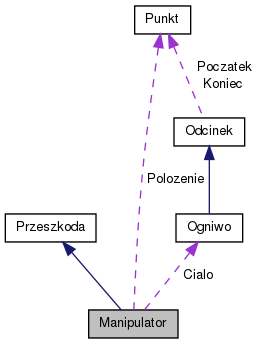 Punkt
Poczatek
Koniec
Odcinek
Polozenie
Przeszkoda
Ogniwo
Cialo
Manipulator